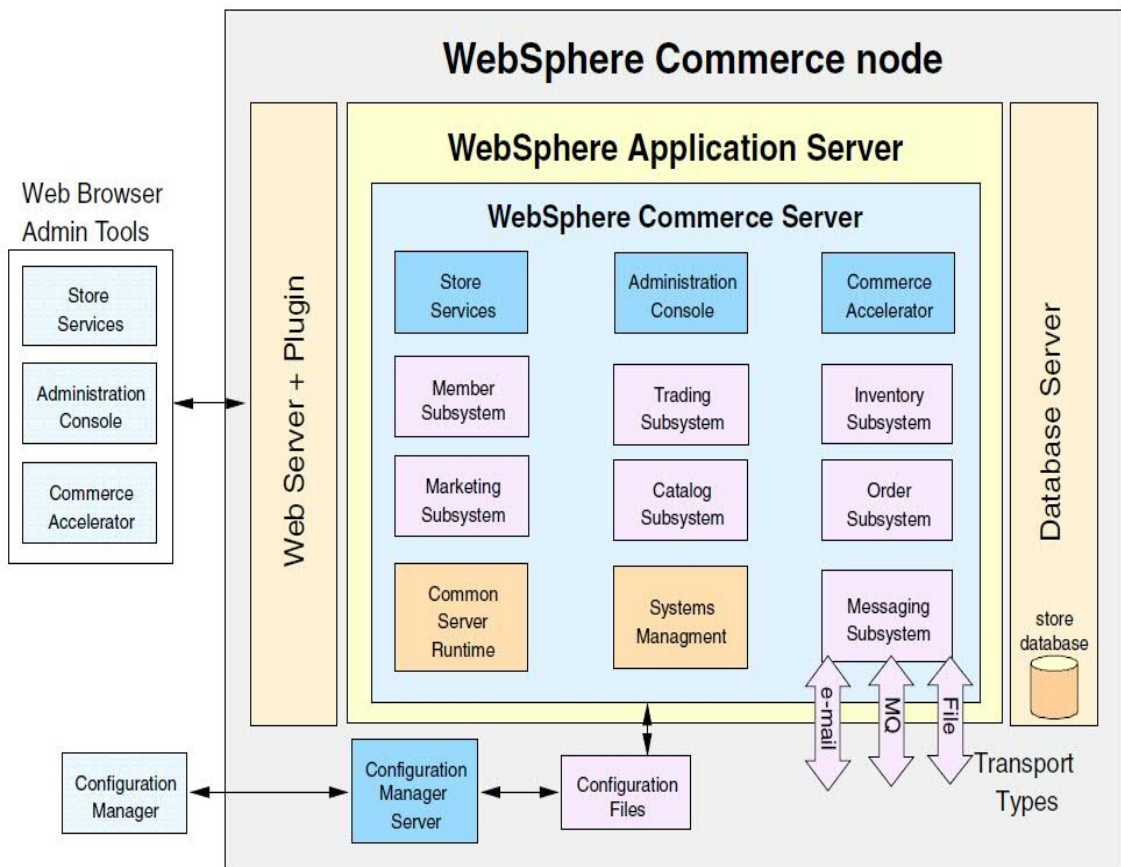 WebSphere Commerce node
WebSphere Application Server
WebSphere Commerce Server
Web Browser
Admin Tools
Store
Services
Administration
Console
Commerce
Accelerator
Web Server + Plugin
Store
Services
Administration
Console
Commerce
Accelerator
Member
Subsystem
Trading
Subsystem
Inventory
Subsystem
Marketing
Subsystem
Catalog
Subsystem
Order
Subsystem
Common
Server
Runtime
Systems
Managment
Messaging
Subsystem
e-mail
MQ
File
Database Server
store
database
Transport
Types
Configuration
Manager
Configuration
Manager
Server
Configuration
Files